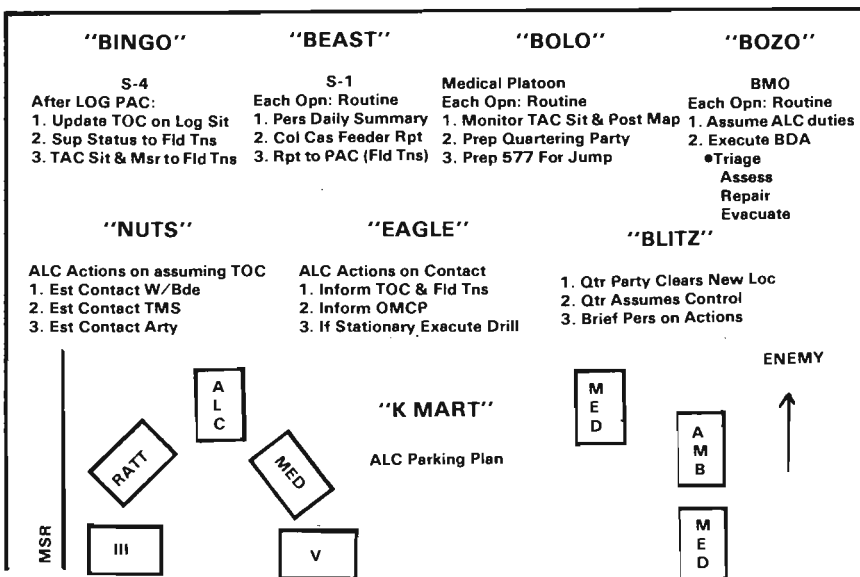 "BINGO"
S-4
After LOG PAC:
1. Update TOC on Log Sit
2. Sup Status to Fld Tns
3. TAC Sit & Msr to Fld Tns
"BEAST"
S-1
Each Opn: Routine
1. Pers Daily Summary
2. Col Cas Feeder Rpt
3. Rpt to PAC (Fld Tns)
"BOLO"
Medical Platoon
Each Opn: Routine
1. Monitor TAC Sit & Post Map
2. Prep Quartering Party
3. Prep 577 For Jump
"BOZO"
BMO
Each Opn: Routine
1. Assume ALC duties
2. Execute BDA
•Triage
Assess
Repair
Evacuate
"NUTS"
ALC Actions on assuming TOC
1. Est Contact W/Bde
2. Est Contact TMS
3. Est Contact Arty
"EAGLE"
ALC Actions on Contact
1. Inform TOC & Fld Tns
2. Inform OMCP
3. If Stationary Exacute Drill
"BLITZ"
1. Qtr Party Clears New Loc
2. Qtr Assumes Control
3. Brief Pers on Actions
ENEMY
"K MART"
ALC Parking Plan
MSR
ALC
RATT
MED
III
V
MED
AMB
MED